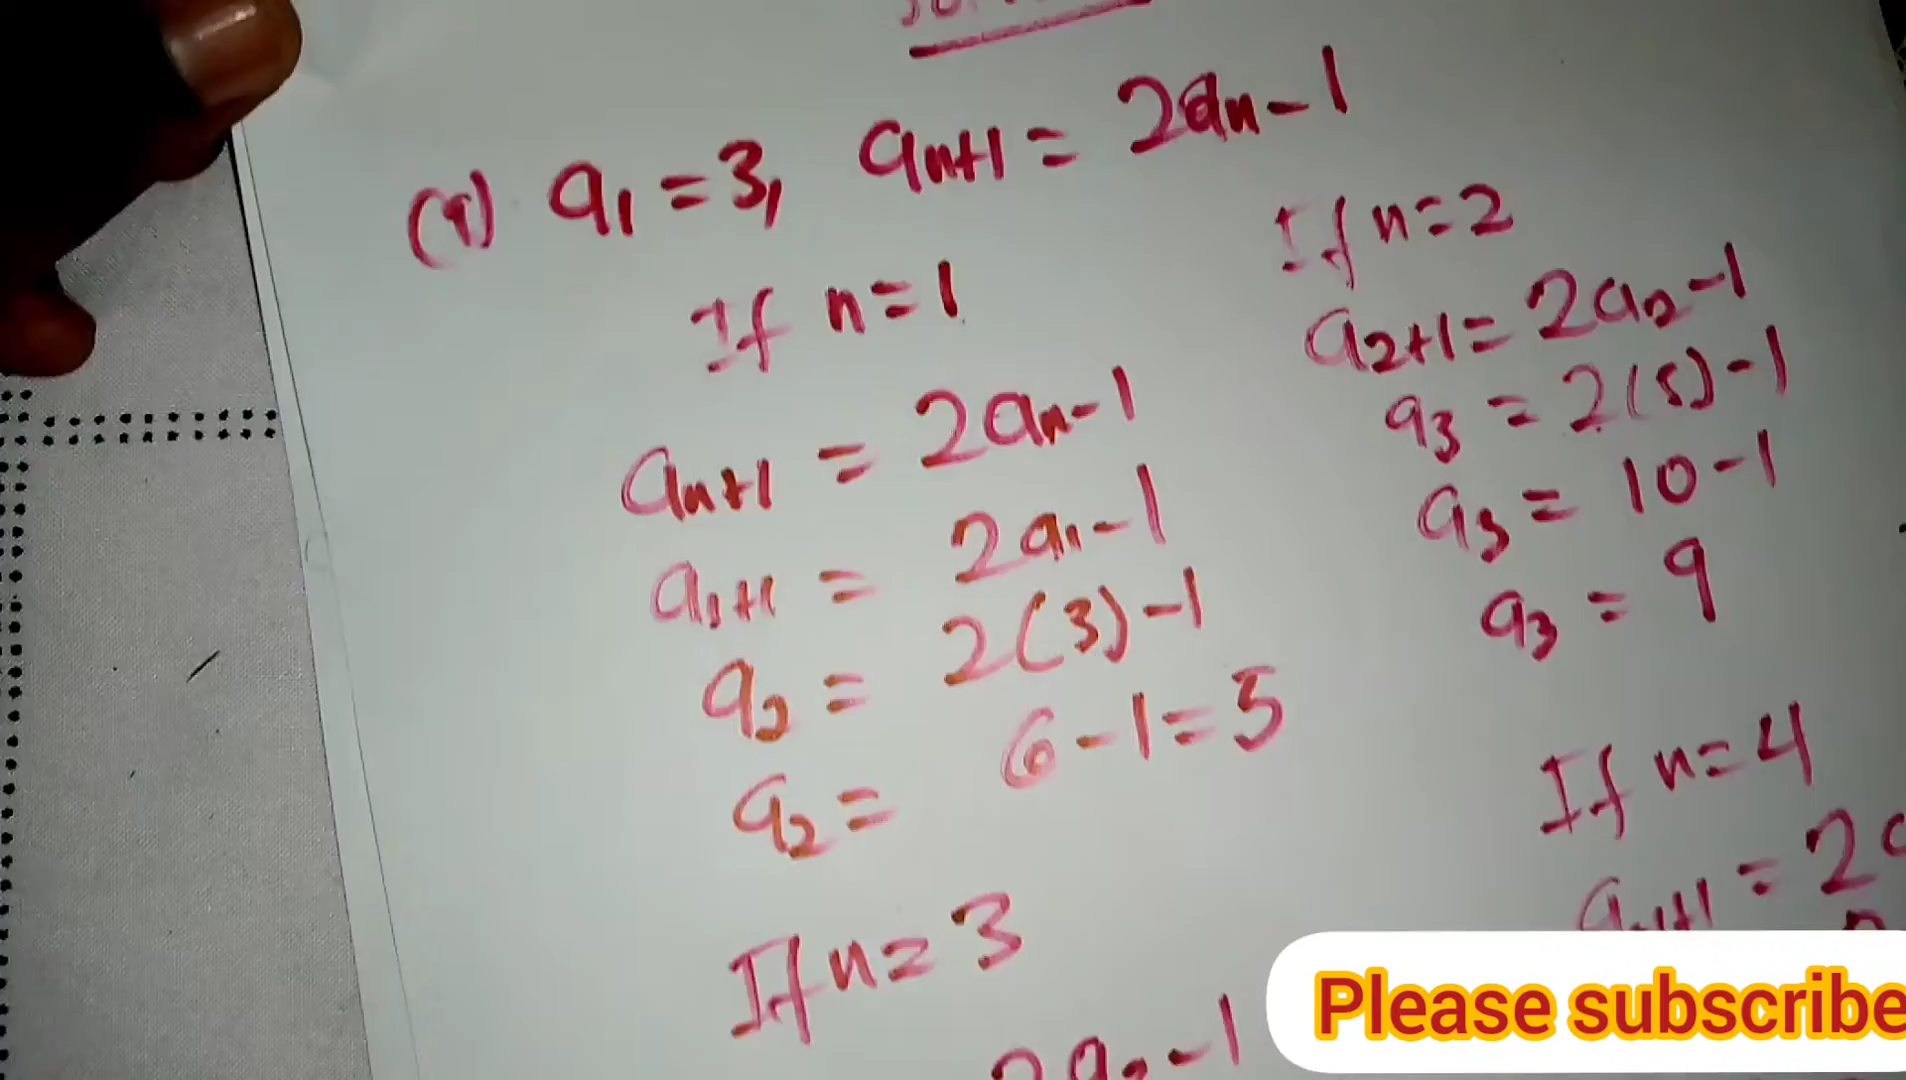 (9) a1 = 3, an+1 = 2an-1
If n=1
an+1 = 2an-1
a1+1 = 2a1-1
a2 = 2(3)-1
a2 = 6-1=5
If n=2
a2+1 = 2a2-1
a3 = 2(5)-1
a3 = 10-1
a3 = 9
If n=3
-1
If n=4
Please subscribe